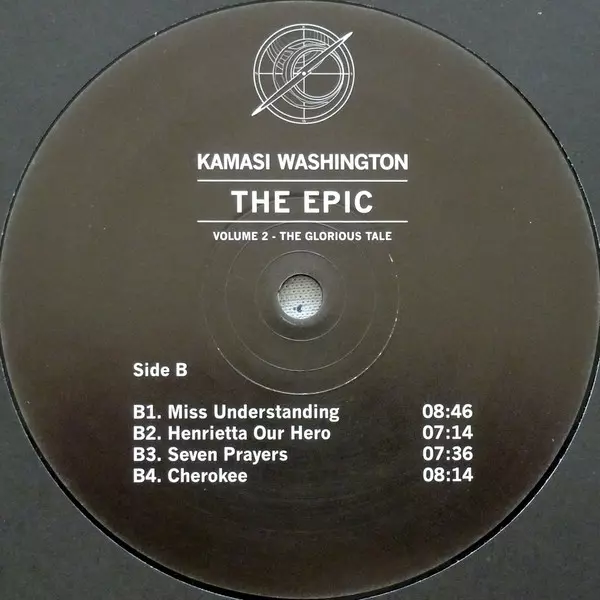 KAMASI WASHINGTON
THE EPIC
VOLUME 2 - THE GLORIOUS TALE
Side B
B1. Miss Understanding 08:46
B2. Henrietta Our Hero 07:14
B3. Seven Prayers 07:36
B4. Cherokee 08:14